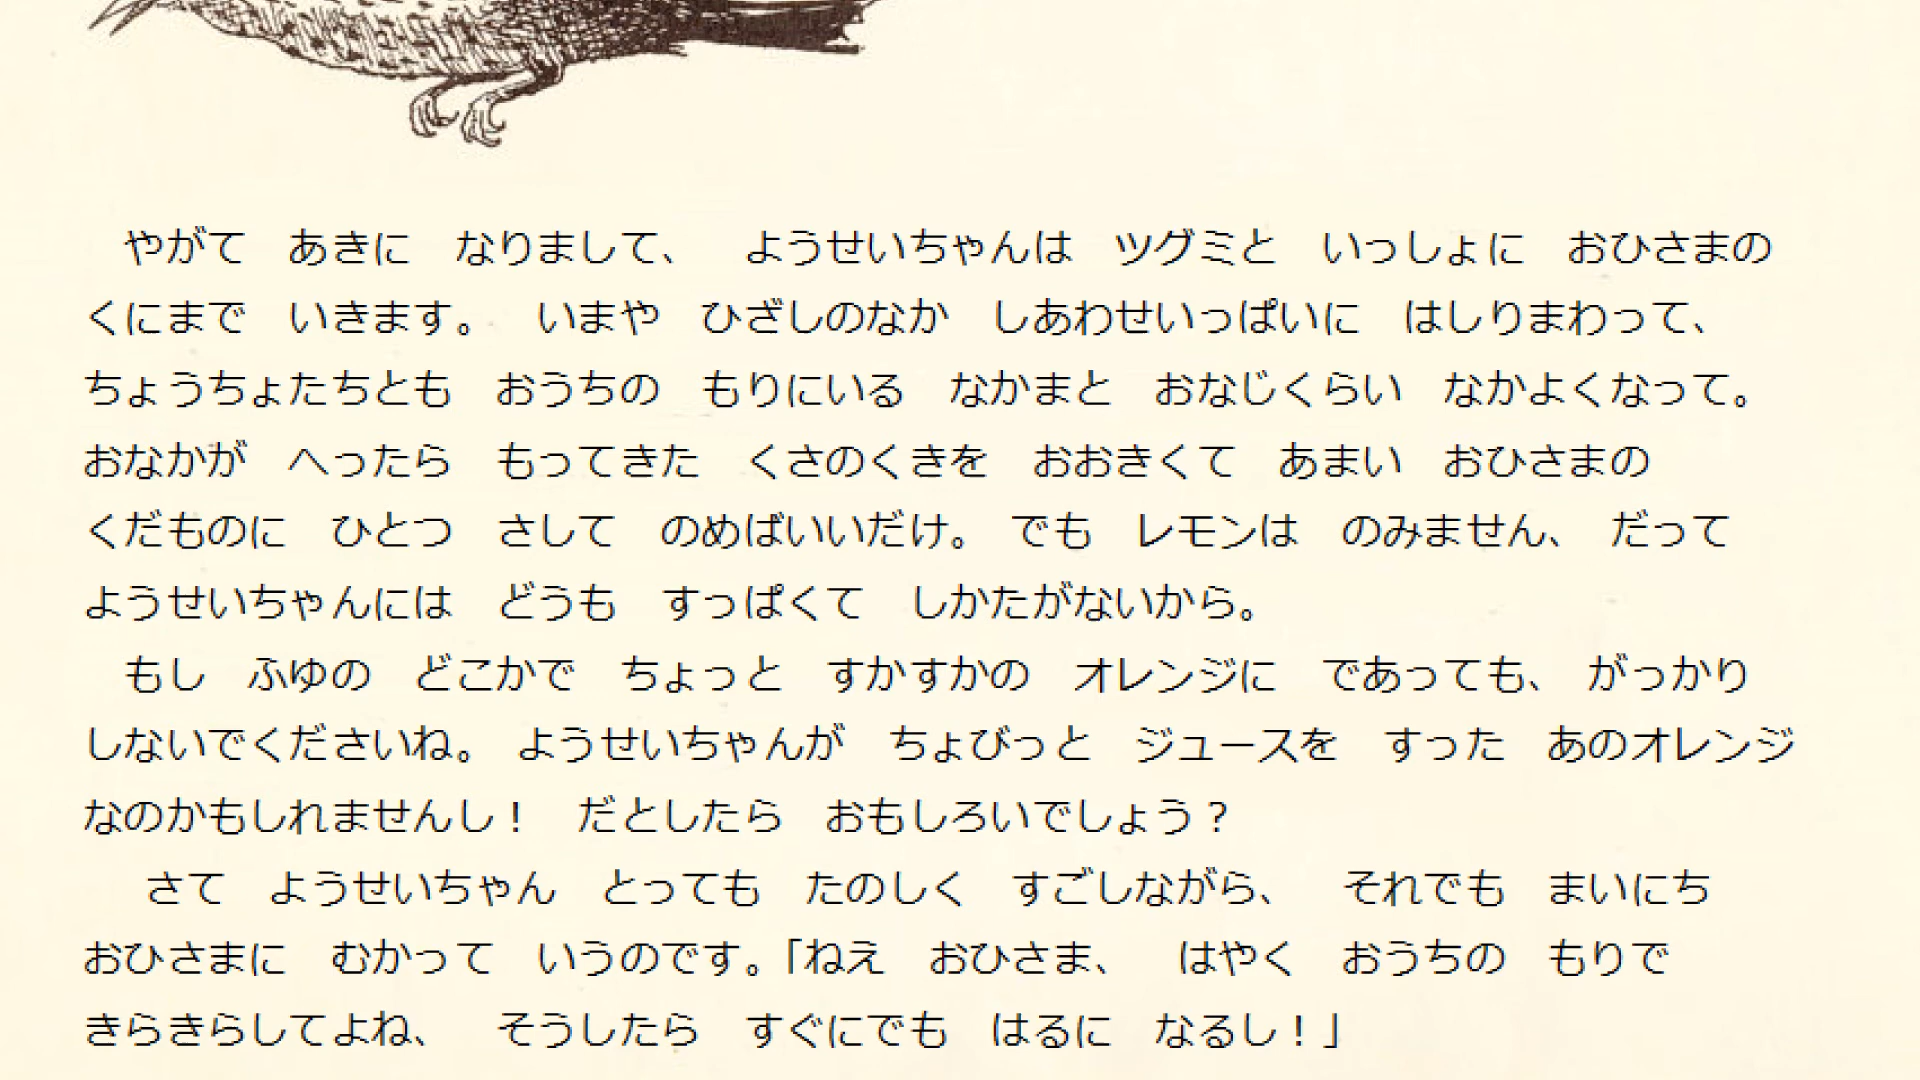 やがて　あきに　なりまして、　ようせいちゃんは　ツグミと　いっしょに　おひさまの
くにまで　いきます。　いまや　ひざしのなか　しあわせいっぱいに　はしりまわって、
ちょうちょたちとも　おうちの　もりにいる　なかまと　おなじくらい　なかよくなって。
おなかが　へったら　もってきた　くさのくきを　おおきくて　あまい　おひさまの
くだものに　ひとつ　さして　のめばいいだけ。　でも　レモンは　のみません、　だって
ようせいちゃんには　どうも　すっぱくて　しかたがないから。
もし　ふゆの　どこかで　ちょっと　すかすかの　オレンジに　であっても、　がっかり
しないでくださいね。　ようせいちゃんが　ちょびっと　ジュースを　すった　あのオレンジ
なのかもしれませんし！　だとしたら　おもしろいでしょう？
さて　ようせいちゃん　とっても　たのしく　すごしながら、　それでも　まいにち
おひさまに　むかって　いうのです。「ねえ　おひさま、　はやく　おうちの　もりで
きらきらしてよね、　そうしたら　すぐにでも　はるに　なるし！」